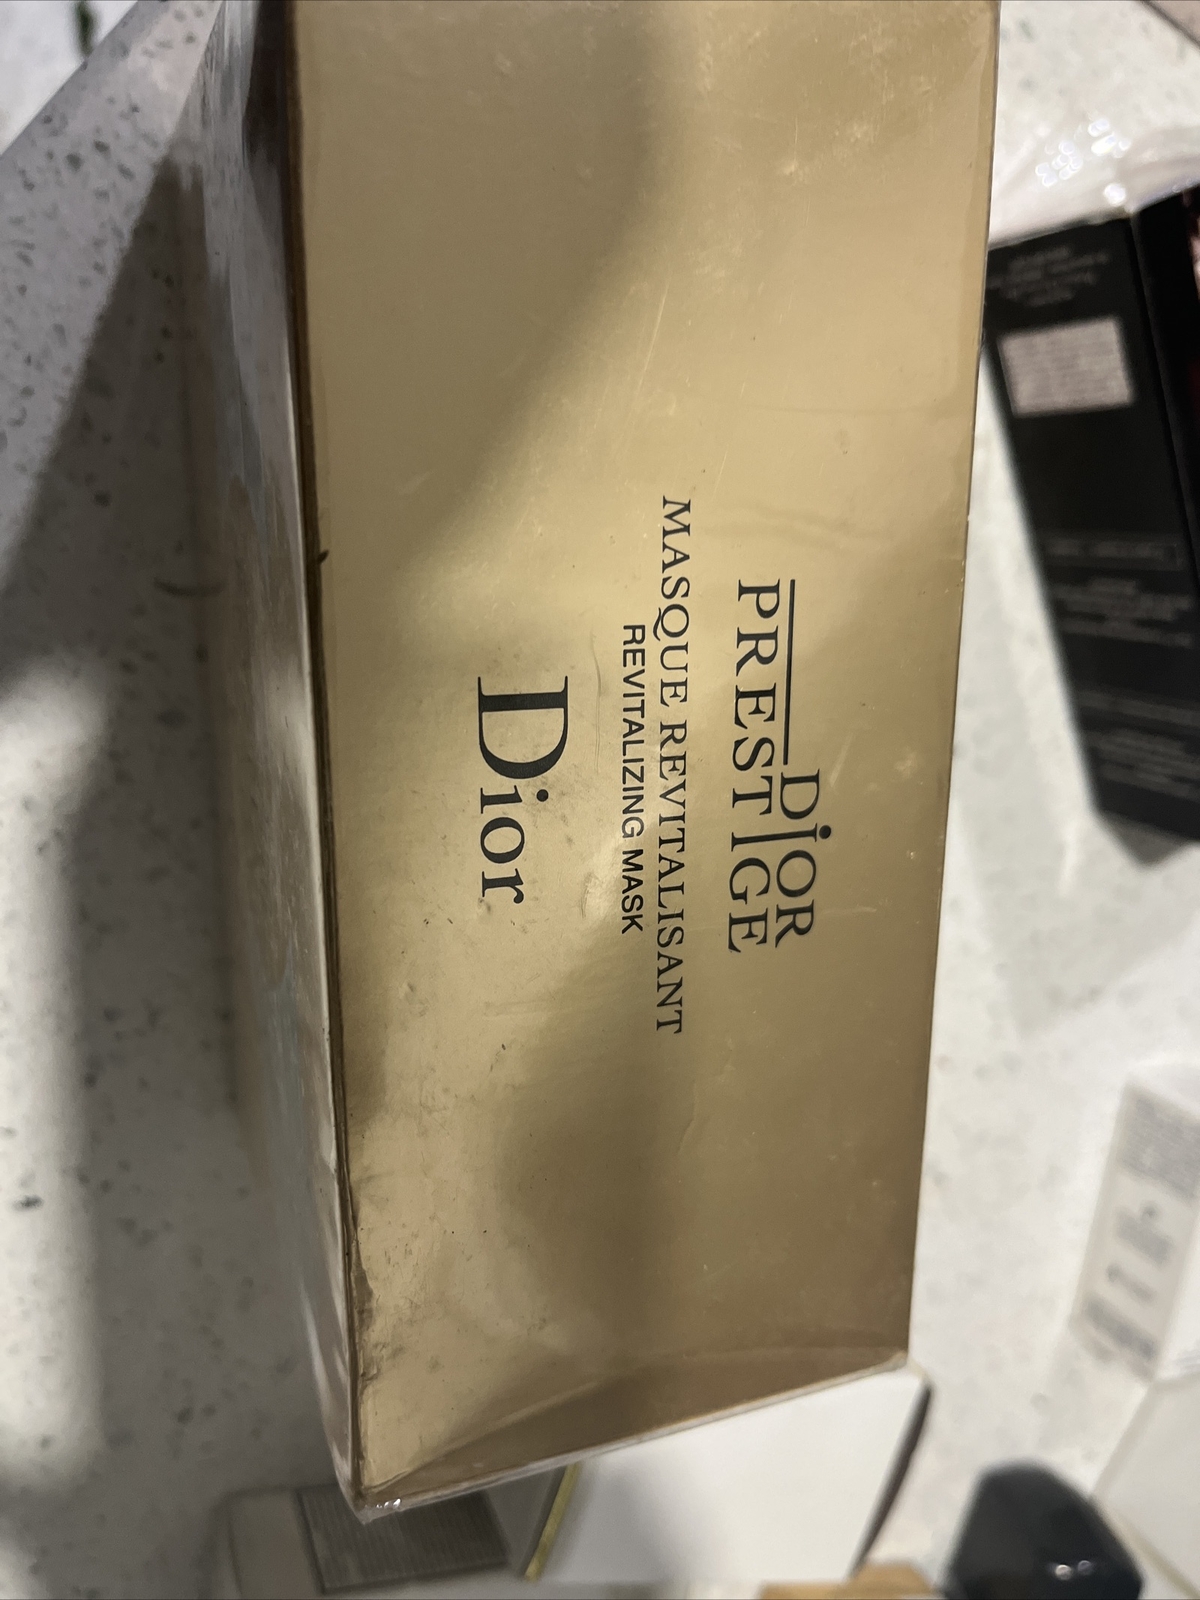 DIOR
PRESTIGE
MASQUE REVITALISANT
REVITALIZING MASK
Dior